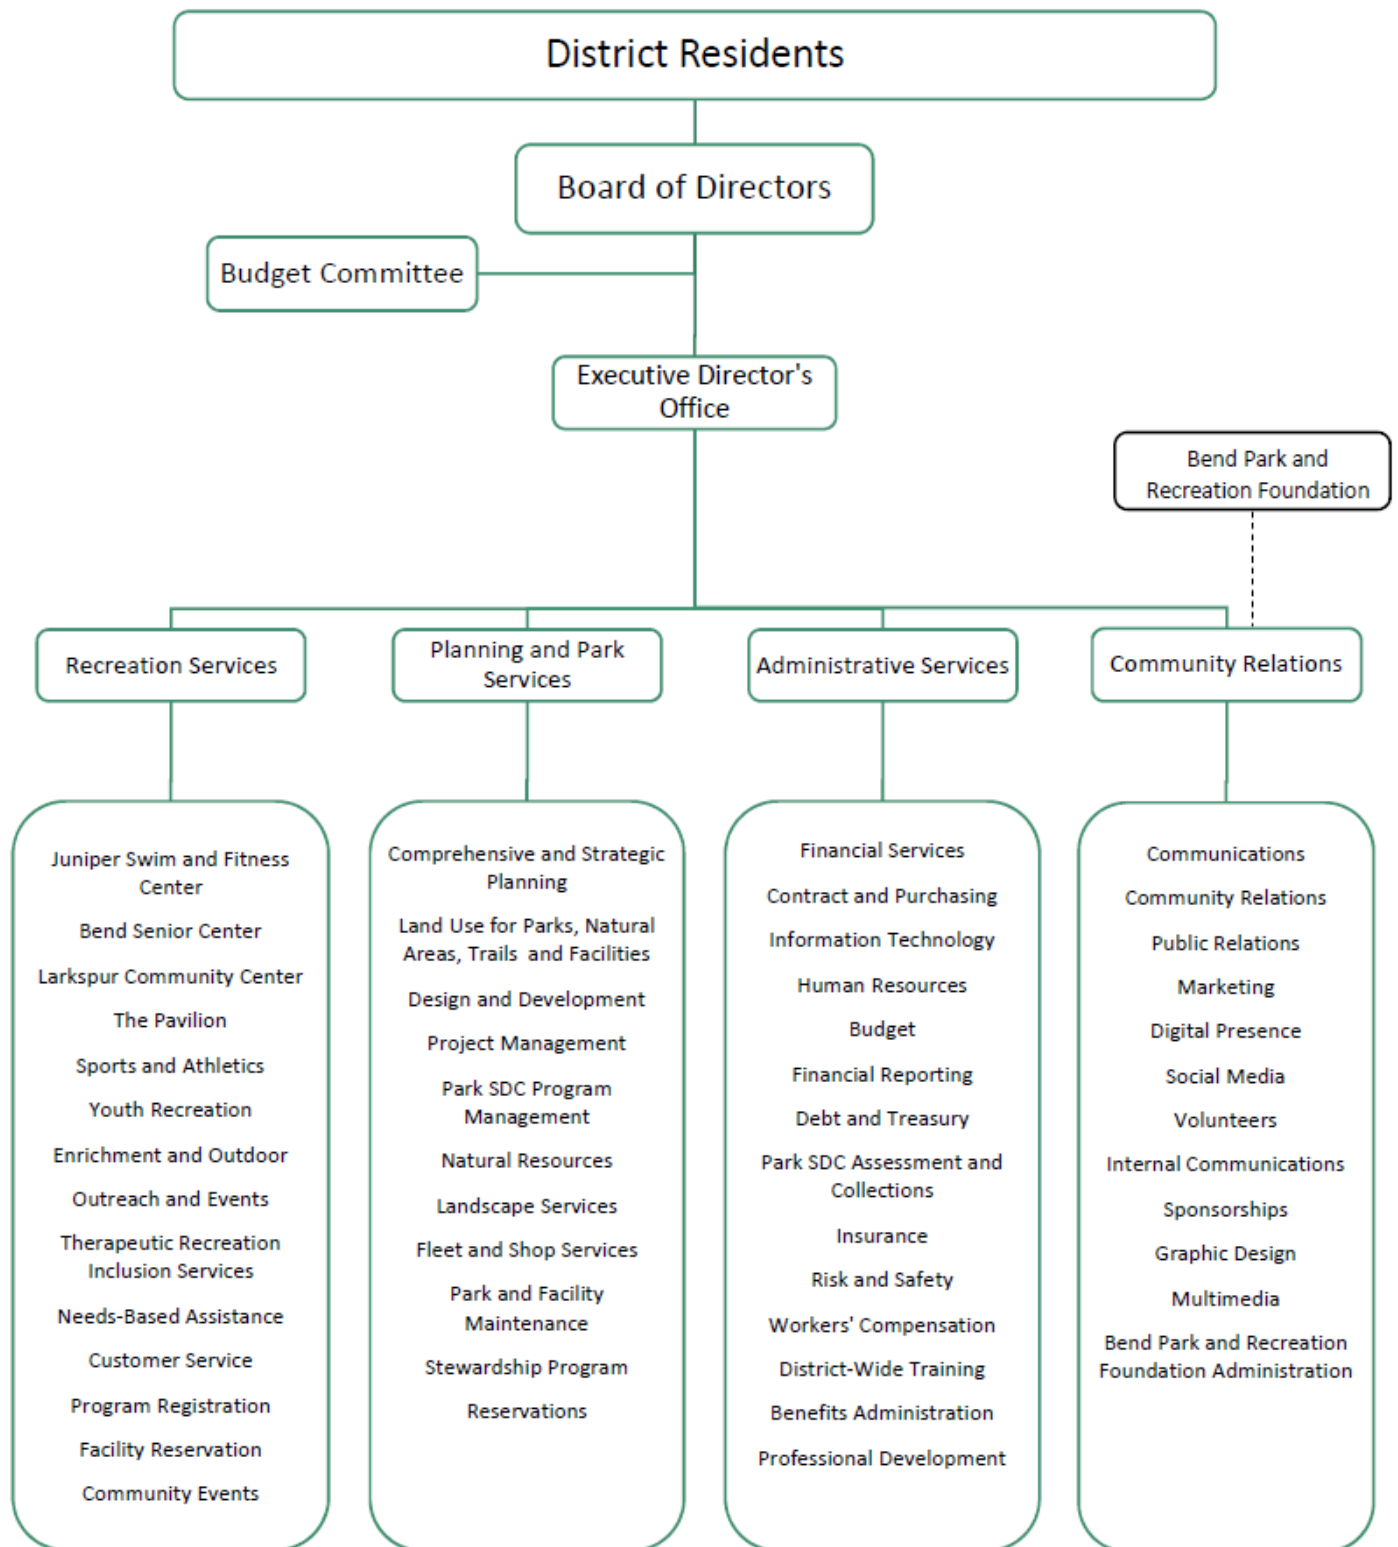 District Residents
Board of Directors
Budget Committee
Executive Director's
Office
Bend Park and
Recreation Foundation
Recreation Services
Planning and Park
Services
Administrative Services
Community Relations
Juniper Swim and Fitness
Center
Bend Senior Center
Larkspur Community Center
The Pavilion
Sports and Athletics
Youth Recreation
Enrichment and Outdoor
Outreach and Events
Therapeutic Recreation
Inclusion Services
Needs-Based Assistance
Customer Service
Program Registration
Facility Reservation
Community Events
Comprehensive and Strategic
Planning
Land Use for Parks, Natural
Areas, Trails and Facilities
Design and Development
Project Management
Park SDC Program
Management
Natural Resources
Landscape Services
Fleet and Shop Services
Park and Facility
Maintenance
Stewardship Program
Reservations
Financial Services
Contract and Purchasing
Information Technology
Human Resources
Budget
Financial Reporting
Debt and Treasury
Park SDC Assessment and
Collections
Insurance
Risk and Safety
Workers' Compensation
District-Wide Training
Benefits Administration
Professional Development
Communications
Community Relations
Public Relations
Marketing
Digital Presence
Social Media
Volunteers
Internal Communications
Sponsorships
Graphic Design
Multimedia
Bend Park and Recreation
Foundation Administration